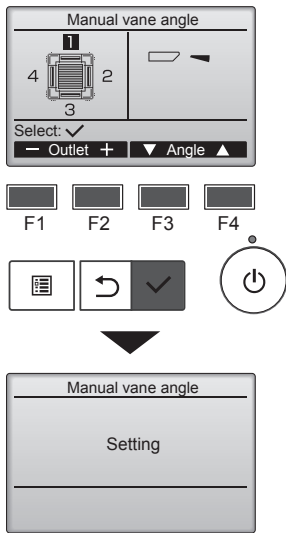 Manual vane angle
1
4 2
3
Select: ✓
− Outlet + ▼ Angle ▲
F1 F2 F3 F4
Manual vane angle
Setting